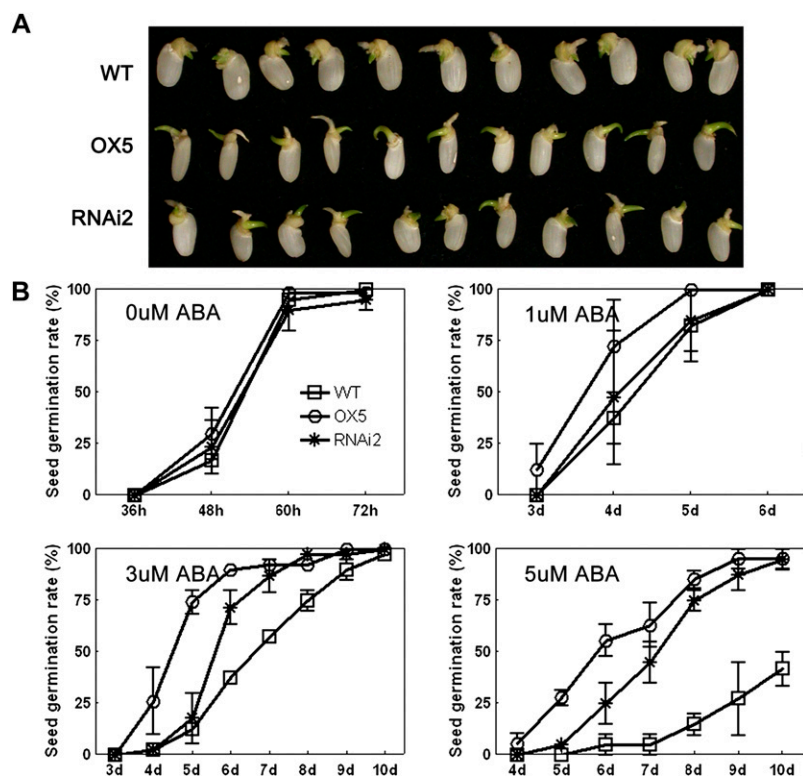 A
WT
OX5
RNAi2
B
Seed germination rate (%)
100
75
50
25
0
0uM ABA
WT
OX5
RNAi2
36h 48h 60h 72h
Seed germination rate (%)
100
75
50
25
0
1uM ABA
3d 4d 5d 6d
Seed germination rate (%)
100
75
50
25
0
3uM ABA
3d 4d 5d 6d 7d 8d 9d 10d
Seed germination rate (%)
100
75
50
25
0
5uM ABA
4d 5d 6d 7d 8d 9d 10d